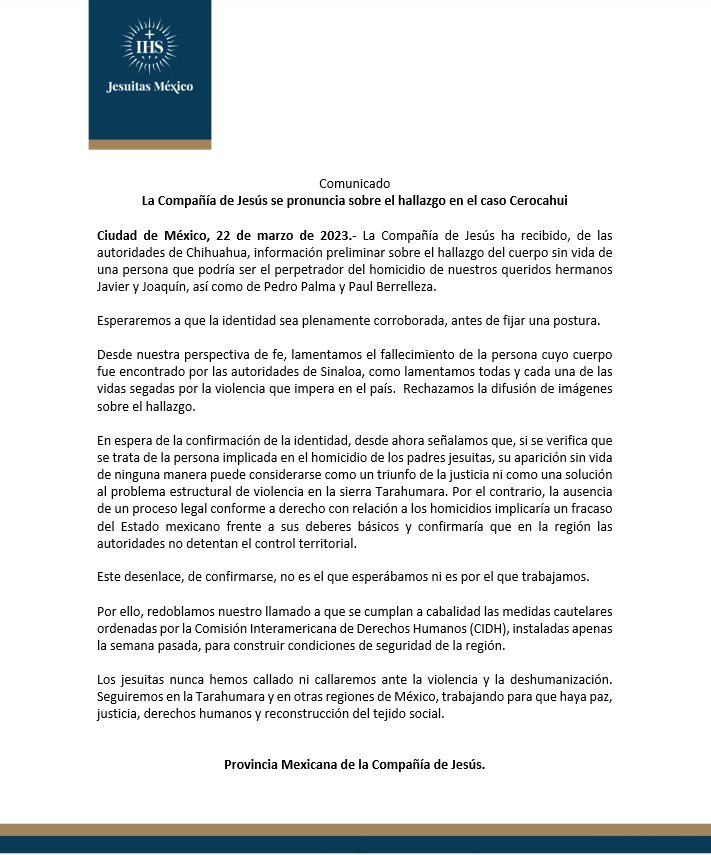 IHS
Jesuitas México
Comunicado
La Compañía de Jesús se pronuncia sobre el hallazgo en el caso Cerocahui
Ciudad de México, 22 de marzo de 2023.- La Compañía de Jesús ha recibido, de las
autoridades de Chihuahua, información preliminar sobre el hallazgo del cuerpo sin vida de
una persona que podría ser el perpetrador del homicidio de nuestros queridos hermanos
Javier y Joaquín, así como de Pedro Palma y Paul Berrelleza.
Esperaremos a que la identidad sea plenamente corroborada, antes de fijar una postura.
Desde nuestra perspectiva de fe, lamentamos el fallecimiento de la persona cuyo cuerpo
fue encontrado por las autoridades de Sinaloa, como lamentamos todas y cada una de las
vidas segadas por la violencia que impera en el país. Rechazamos la difusión de imágenes
sobre el hallazgo.
En espera de la confirmación de la identidad, desde ahora señalamos que, si se verifica que
se trata de la persona implicada en el homicidio de los padres jesuitas, su aparición sin vida
de ninguna manera puede considerarse como un triunfo de la justicia ni como una solución
al problema estructural de violencia en la sierra Tarahumara. Por el contrario, la ausencia
de un proceso legal conforme a derecho con relación a los homicidios implicaría un fracaso
del Estado mexicano frente a sus deberes básicos y confirmaría que en la región las
autoridades no detentan el control territorial.
Este desenlace, de confirmarse, no es el que esperábamos ni es por el que trabajamos.
Por ello, redoblamos nuestro llamado a que se cumplan a cabalidad las medidas cautelares
ordenadas por la Comisión Interamericana de Derechos Humanos (CIDH), instaladas apenas
la semana pasada, para construir condiciones de seguridad de la región.
Los jesuitas nunca hemos callado ni callaremos ante la violencia y la deshumanización.
Seguiremos en la Tarahumara y en otras regiones de México, trabajando para que haya paz,
justicia, derechos humanos y reconstrucción del tejido social.
Provincia Mexicana de la Compañía de Jesús.